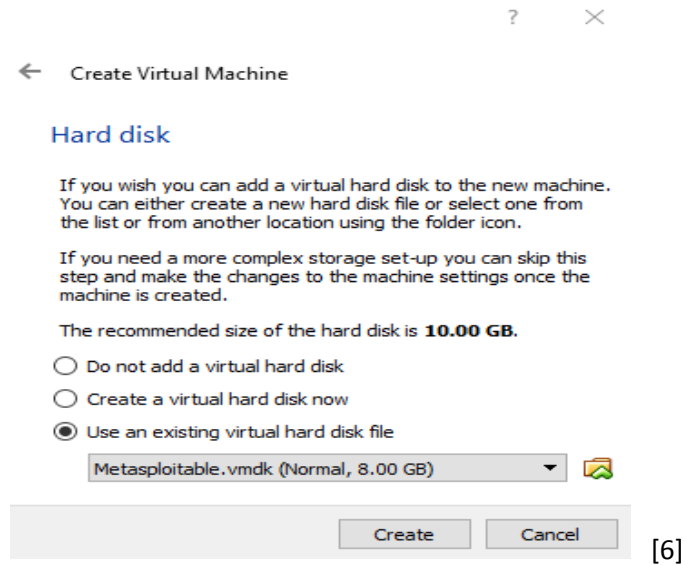 ?
Create Virtual Machine
Hard disk
If you wish you can add a virtual hard disk to the new machine.
You can either create a new hard disk file or select one from
the list or from another location using the folder icon.
If you need a more complex storage set-up you can skip this
step and make the changes to the machine settings once the
machine is created.
The recommended size of the hard disk is 10.00 GB.
Do not add a virtual hard disk
Create a virtual hard disk now
Use an existing virtual hard disk file
Metasploitable.vmdk (Normal, 8.00 GB)
Create Cancel
[6]